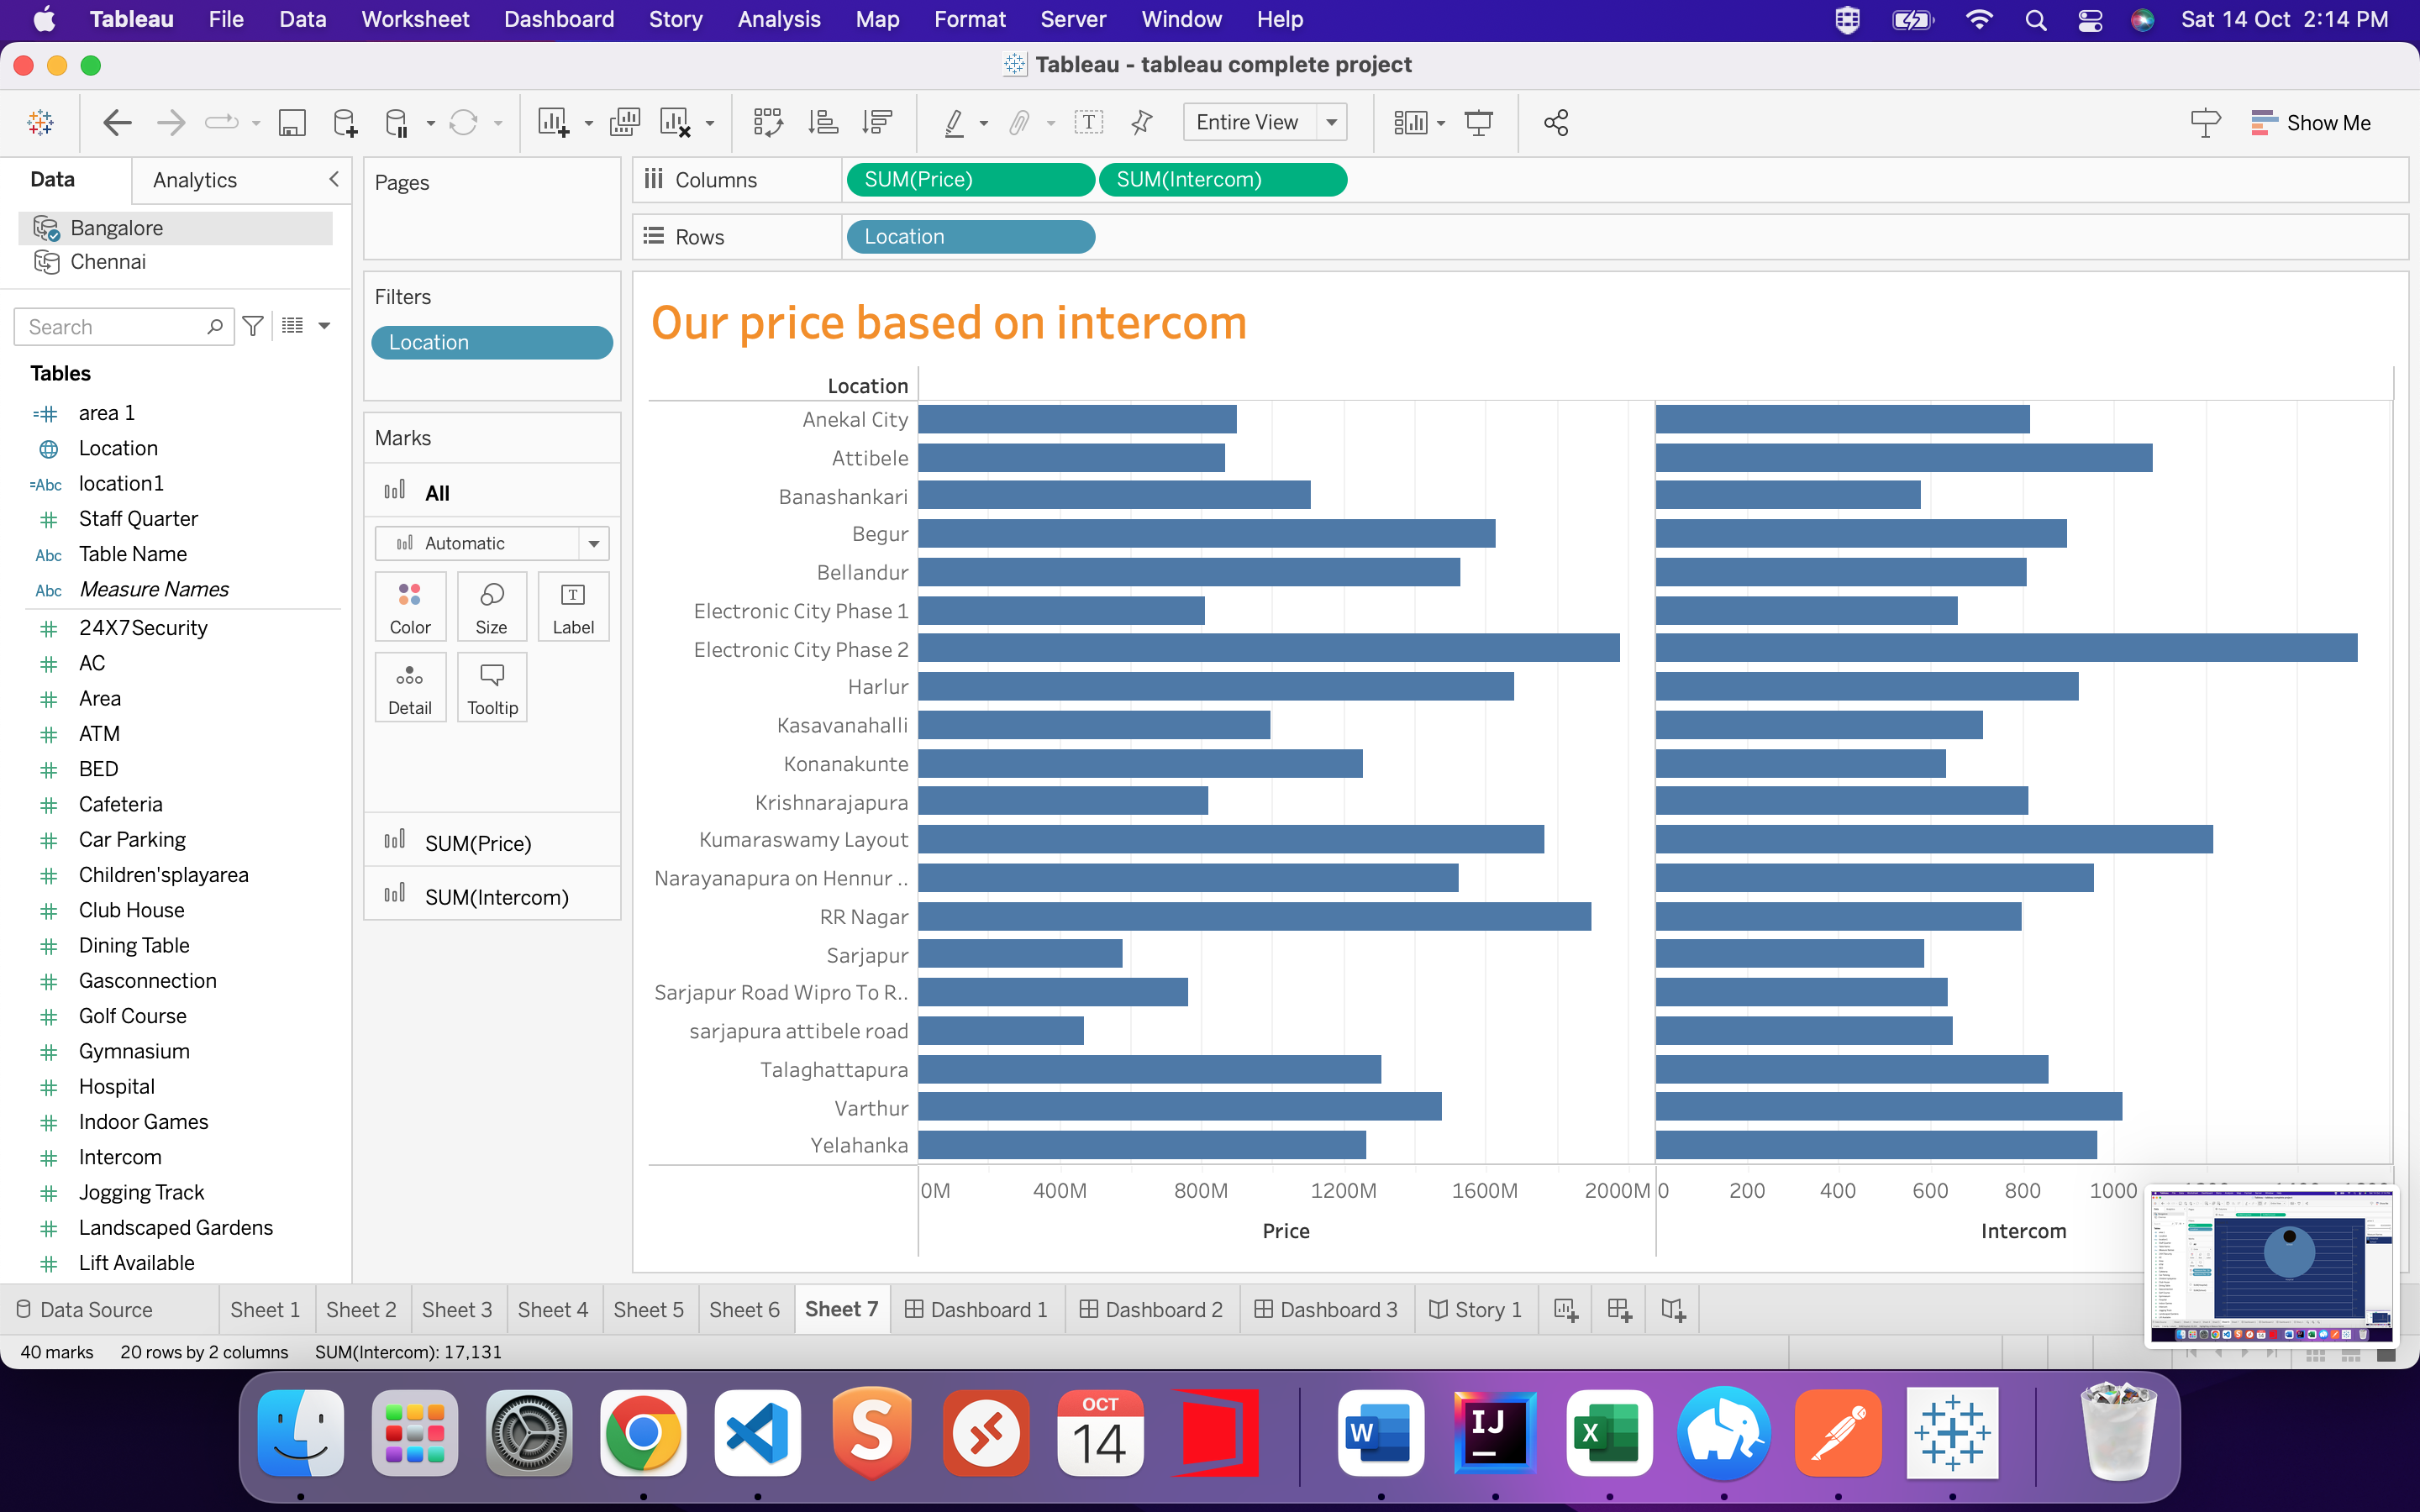 Tableau File Data Worksheet Dashboard Story Analysis Map Format Server Window Help Sat 14 Oct 2:14 PM
Tableau - tableau complete project
Entire View Show Me
Data Analytics
Bangalore
Chennai
Search
Tables
area 1
Location
location1
Staff Quarter
Abc Table Name
Abc Measure Names
24X7Security
AC
Area
ATM
BED
Cafeteria
Car Parking
Children'splayarea
Club House
Dining Table
Gasconnection
Golf Course
Gymnasium
Hospital
Indoor Games
Intercom
Jogging Track
Landscaped Gardens
Lift Available
Pages
Filters
Location
Marks
All
Automatic
Color Size Label
Detail Tooltip
SUM(Price)
SUM(Intercom)
Columns SUM(Price) SUM(Intercom)
Rows Location
Our price based on intercom
Location
Anekal City
Attibele
Banashankari
Begur
Bellandur
Electronic City Phase 1
Electronic City Phase 2
Harlur
Kasavanahalli
Konanakunte
Krishnarajapura
Kumaraswamy Layout
Narayanapura on Hennur ..
RR Nagar
Sarjapur
Sarjapur Road Wipro To R..
sarjapura attibele road
Talaghattapura
Varthur
Yelahanka
0M 400M 800M 1200M 1600M 2000M 0 200 400 600 800 1000
Price Intercom
Data Source Sheet 1 Sheet 2 Sheet 3 Sheet 4 Sheet 5 Sheet 6 Sheet 7 Dashboard 1 Dashboard 2 Dashboard 3 Story 1
40 marks 20 rows by 2 columns SUM(Intercom): 17,131
OCT
14
W
IJ
X